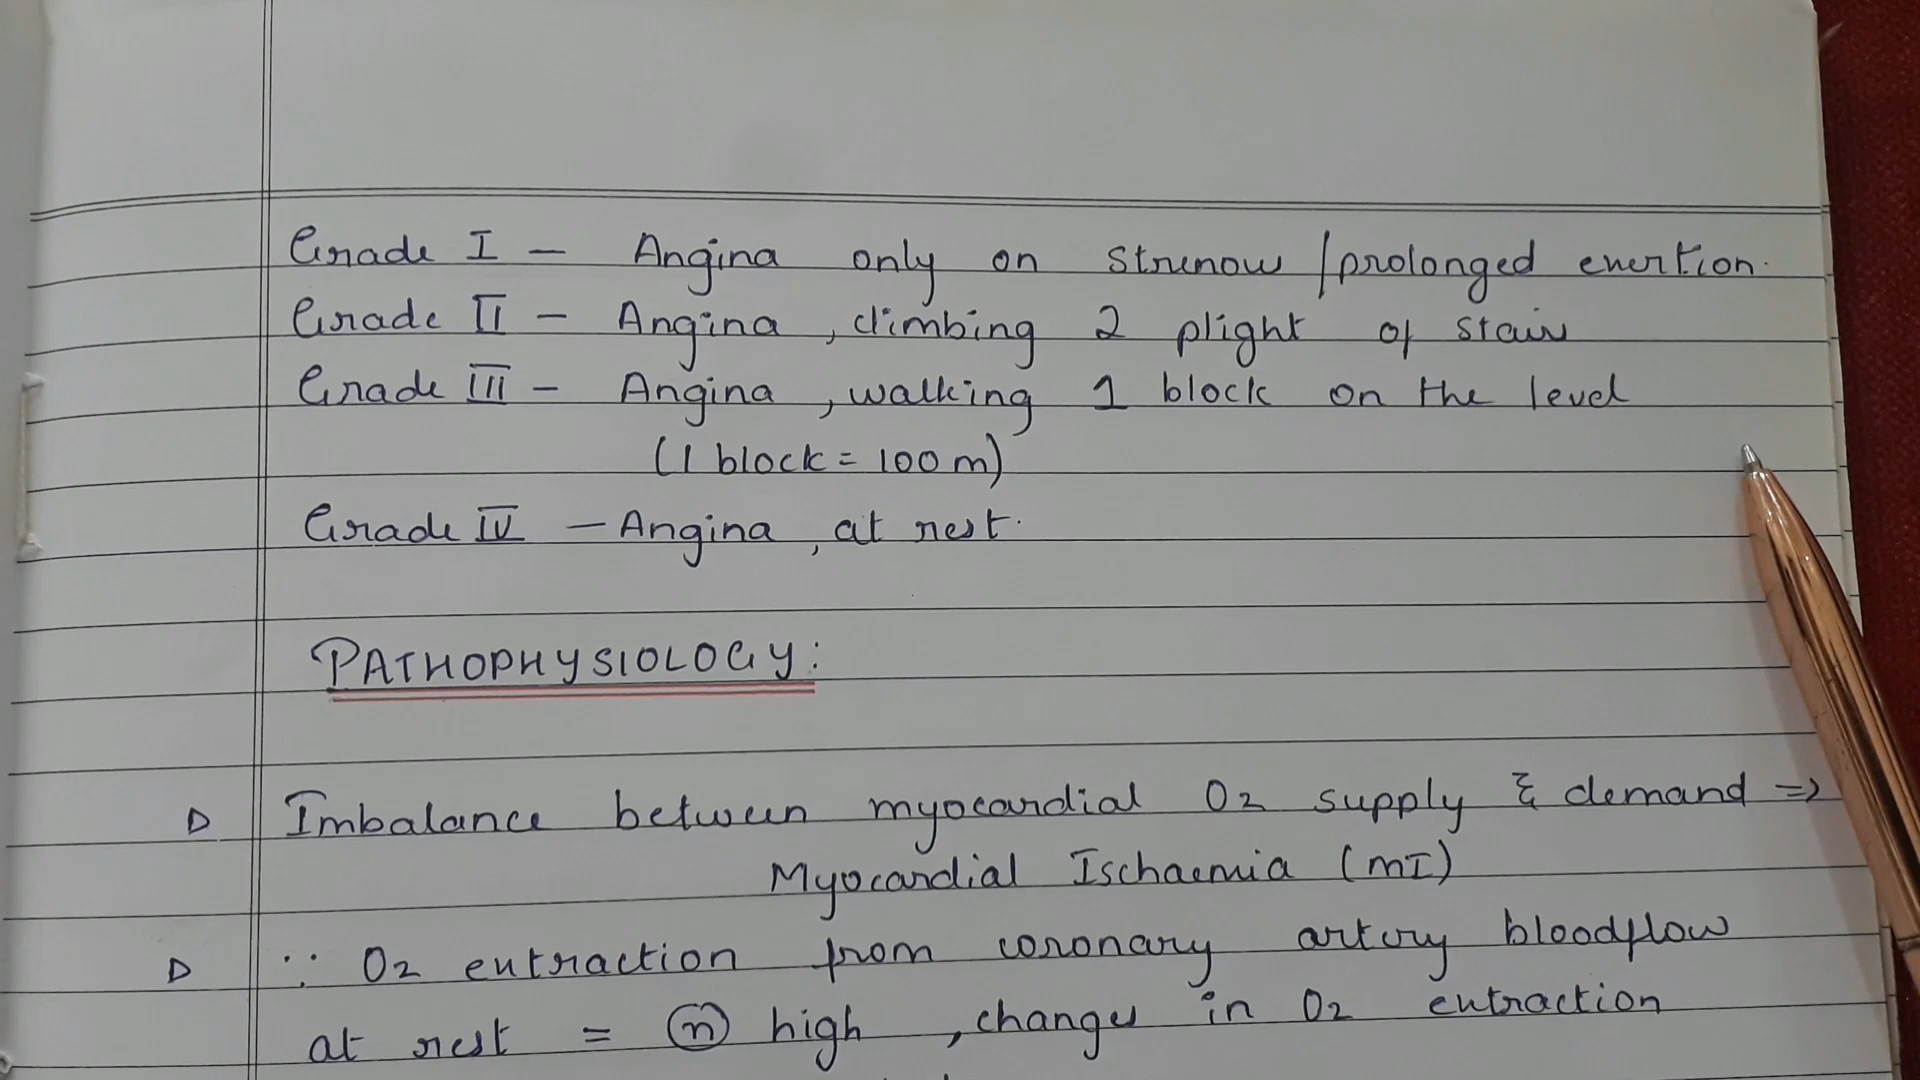 Grade I - Angina only on strenous / prolonged exertion.
Grade II - Angina, climbing 2 flight of stairs
Grade III - Angina, walking 1 block on the level
(1 block = 100 m)
Grade IV - Angina, at rest.
PATHOPHYSIOLOGY:
▷ Imbalance between myocardial O2 supply & demand ⇒
Myocardial Ischaemia (MI)
▷ ∵ O2 extraction from coronary artery bloodflow
at rest = ⓝ high, changes in O2 extraction